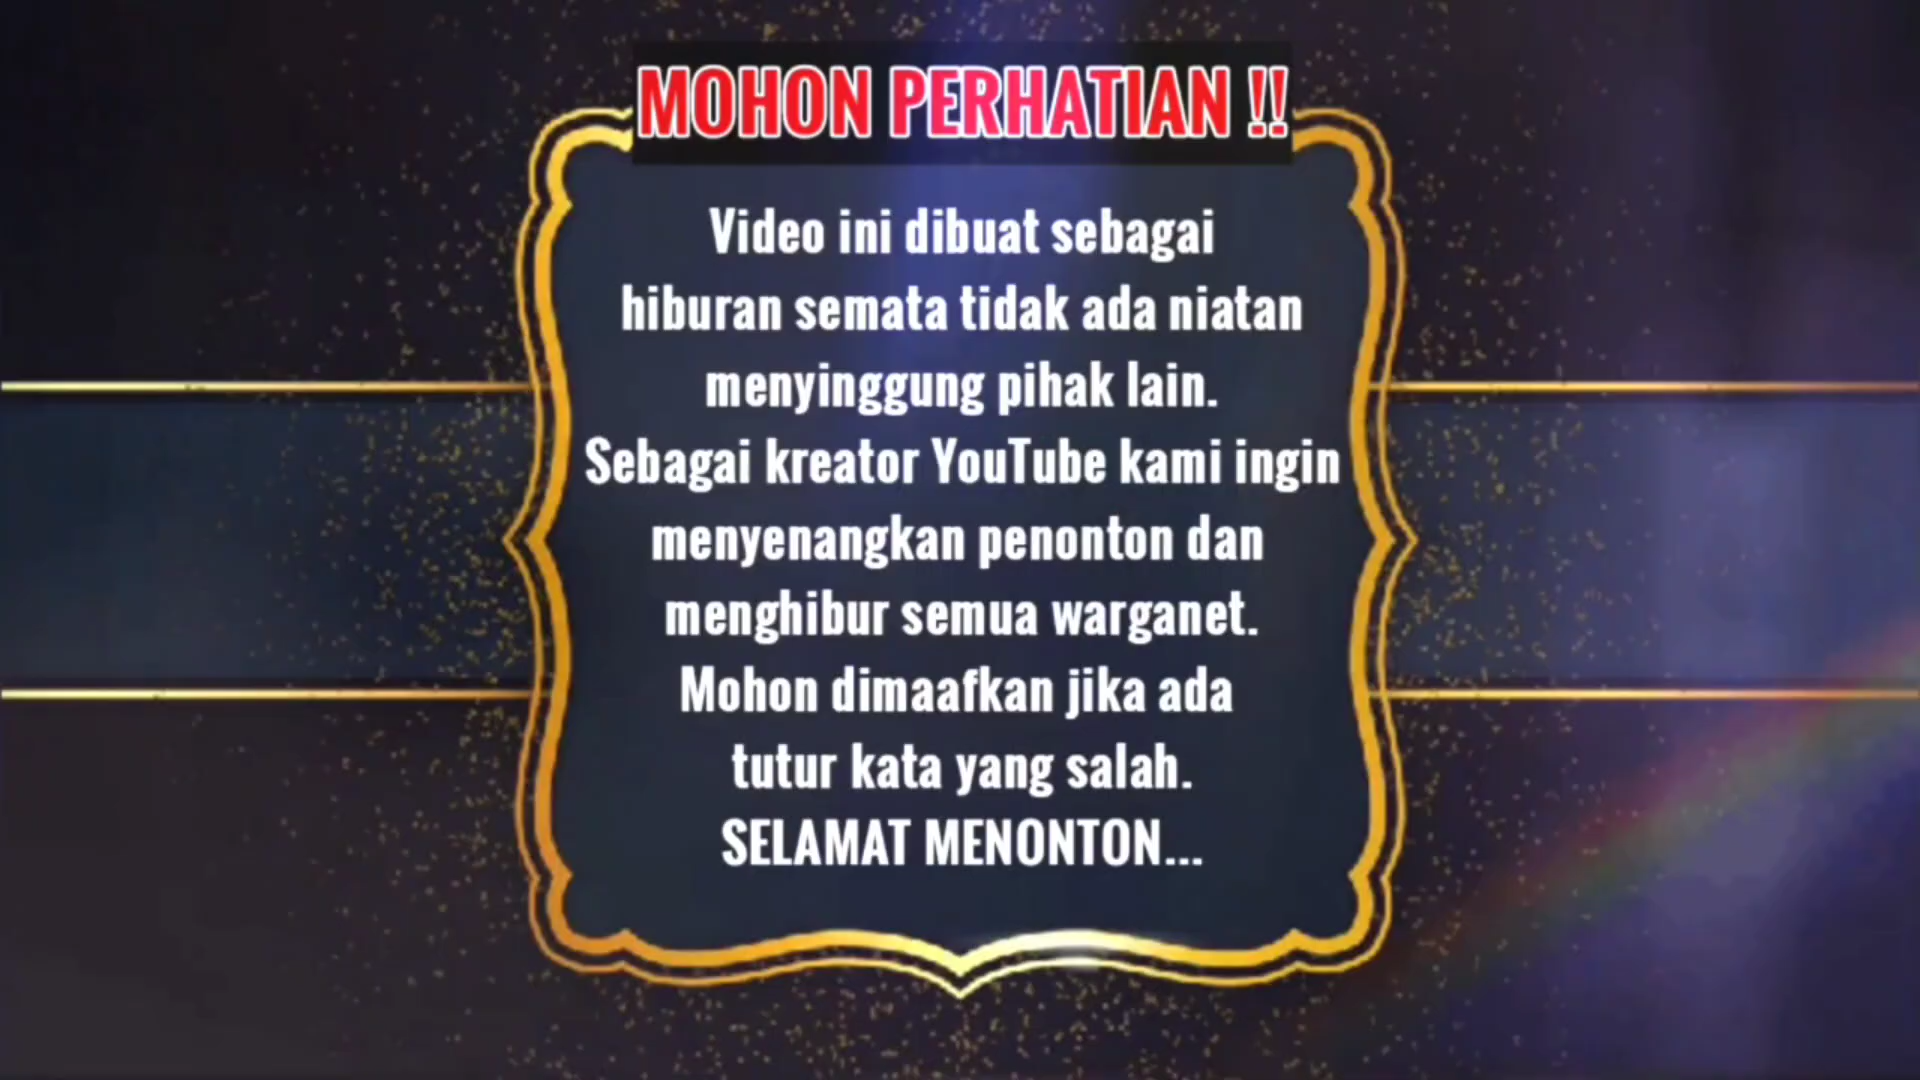 MOHON PERHATIAN !!
Video ini dibuat sebagai
hiburan semata tidak ada niatan
menyinggung pihak lain.
Sebagai kreator YouTube kami ingin
menyenangkan penonton dan
menghibur semua warganet.
Mohon dimaafkan jika ada
tutur kata yang salah.
SELAMAT MENONTON...